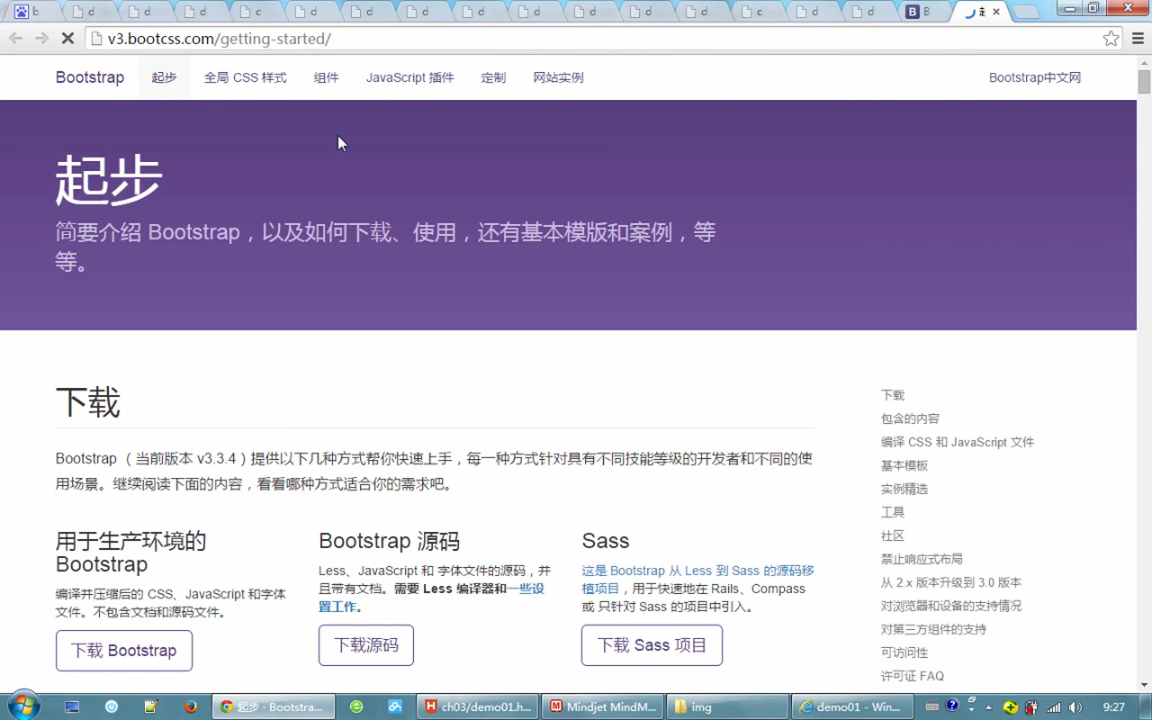 b d d d c d d d d d d d d c d d B 起
v3.bootcss.com/getting-started/
Bootstrap 起步 全局 CSS 样式 组件 JavaScript 插件 定制 网站实例 Bootstrap中文网
起步
简要介绍 Bootstrap，以及如何下载、使用，还有基本模版和案例，等
等。
下载
Bootstrap （当前版本 v3.3.4）提供以下几种方式帮你快速上手，每一种方式针对具有不同技能等级的开发者和不同的使
用场景。继续阅读下面的内容，看看哪种方式适合你的需求吧。
用于生产环境的
Bootstrap
编译并压缩后的 CSS、JavaScript 和字体
文件。不包含文档和源码文件。
下载 Bootstrap
Bootstrap 源码
Less、JavaScript 和 字体文件的源码，并
且带有文档。需要 Less 编译器和一些设
置工作。
下载源码
Sass
这是 Bootstrap 从 Less 到 Sass 的源码移
植项目，用于快速地在 Rails、Compass
或 只针对 Sass 的项目中引入。
下载 Sass 项目
下载
包含的内容
编译 CSS 和 JavaScript 文件
基本模板
实例精选
工具
社区
禁止响应式布局
从 2.x 版本升级到 3.0 版本
对浏览器和设备的支持情况
对第三方组件的支持
可访问性
许可证 FAQ
起步 · Bootstra... ch03/demo01.h... Mindjet MindM... img demo01 - Win... 9:27